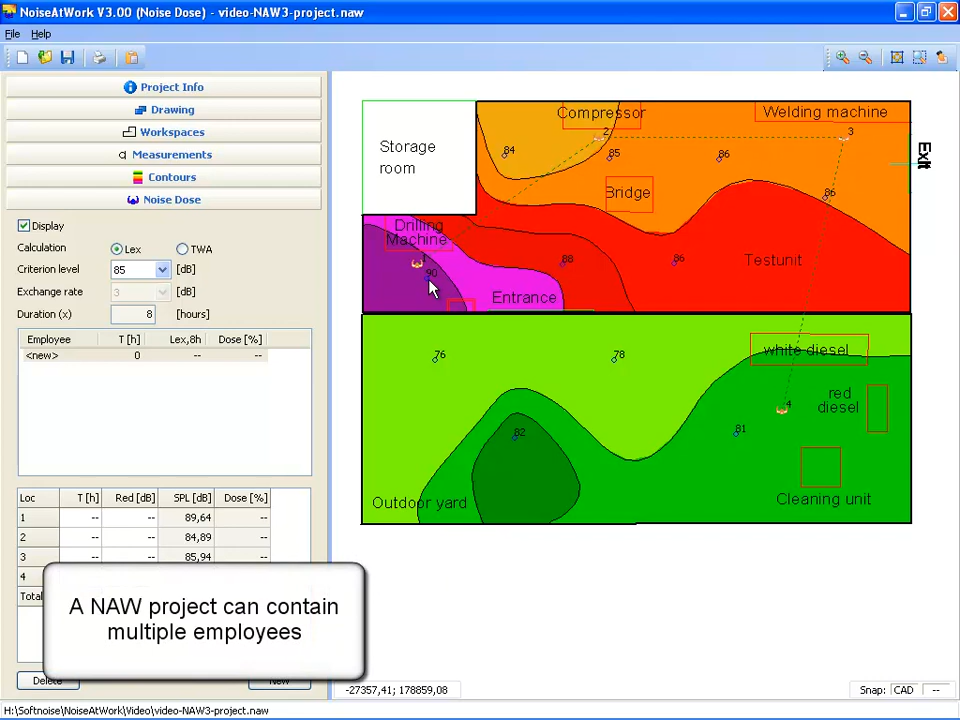 NoiseAtWork V3.00 (Noise Dose) - video-NAW3-project.naw
File Help
Project Info
Drawing
Workspaces
Measurements
Contours
Noise Dose
Display
Calculation Lex TWA
Criterion level 85 [dB]
Exchange rate 3 [dB]
Duration (x) 8 [hours]
Employee T [h] Lex,8h Dose [%]
<new> 0 -- --
Loc T [h] Red [dB] SPL [dB] Dose [%]
1 -- -- 89,64 --
2 -- -- 84,89 --
3 -- -- 85,94 --
4
Total
A NAW project can contain
multiple employees
Delete New
Storage
room
Compressor
Welding machine
2
3
84
85
86
Exit
Bridge
86
Drilling
Machine
1
90
88
86
Testunit
Entrance
76
78
white diesel
red
diesel
4
82
81
Outdoor yard
Cleaning unit
-27357,41; 178859,08
Snap: CAD --
H:\Softnoise\NoiseAtWork\Video\video-NAW3-project.naw